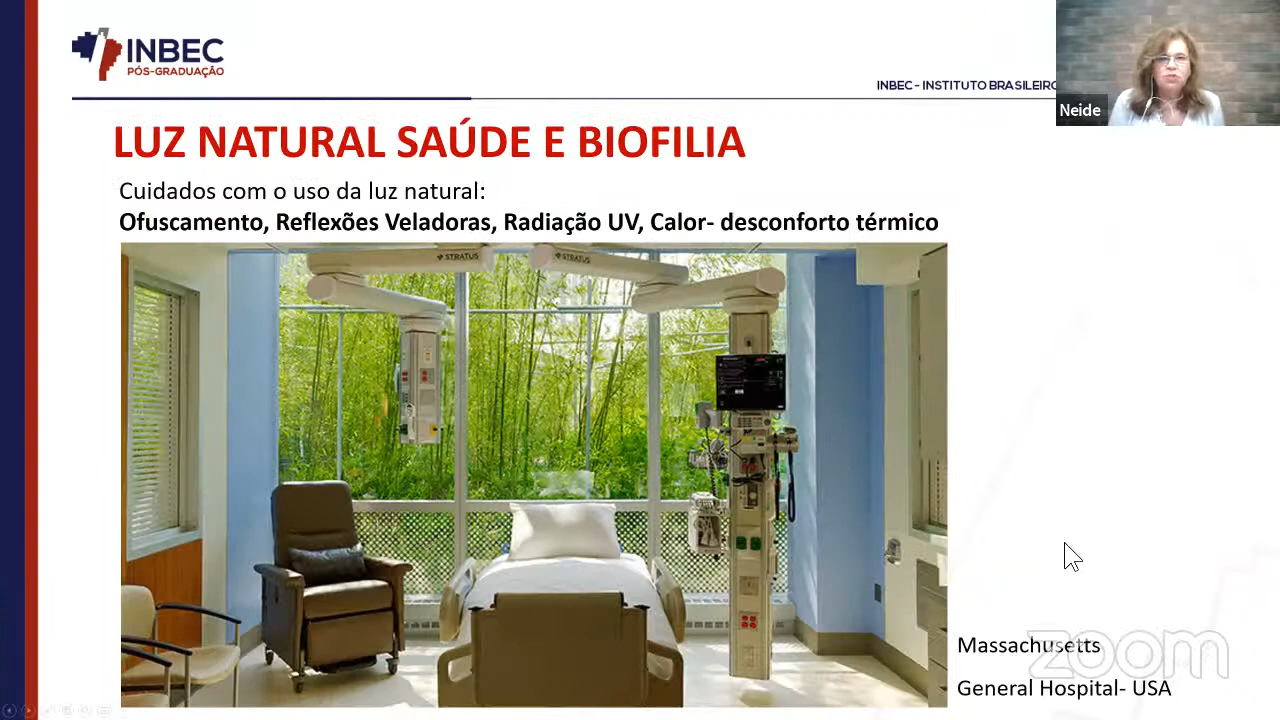 INBEC
PÓS-GRADUAÇÃO
INBEC - INSTITUTO BRASILEIRO
Neide
LUZ NATURAL SAÚDE E BIOFILIA
Cuidados com o uso da luz natural:
Ofuscamento, Reflexões Veladoras, Radiação UV, Calor- desconforto térmico
STRATUS
STRATUS
Massachusetts
zoom
General Hospital- USA